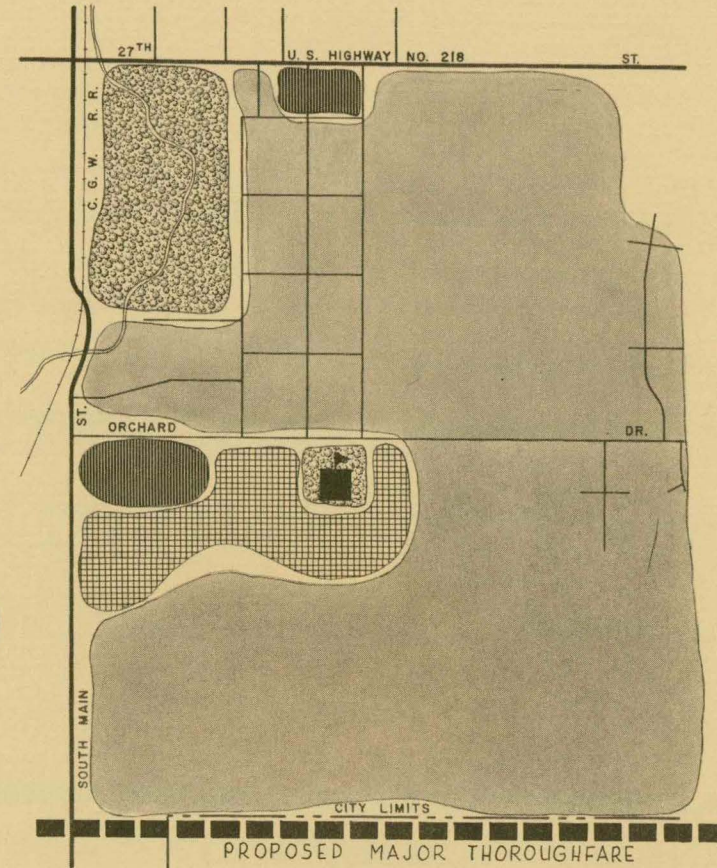 27TH U. S. HIGHWAY NO. 218 ST.
C. G. W. R. R.
ST.
ORCHARD DR.
SOUTH MAIN
CITY LIMITS
PROPOSED MAJOR THOROUGHFARE